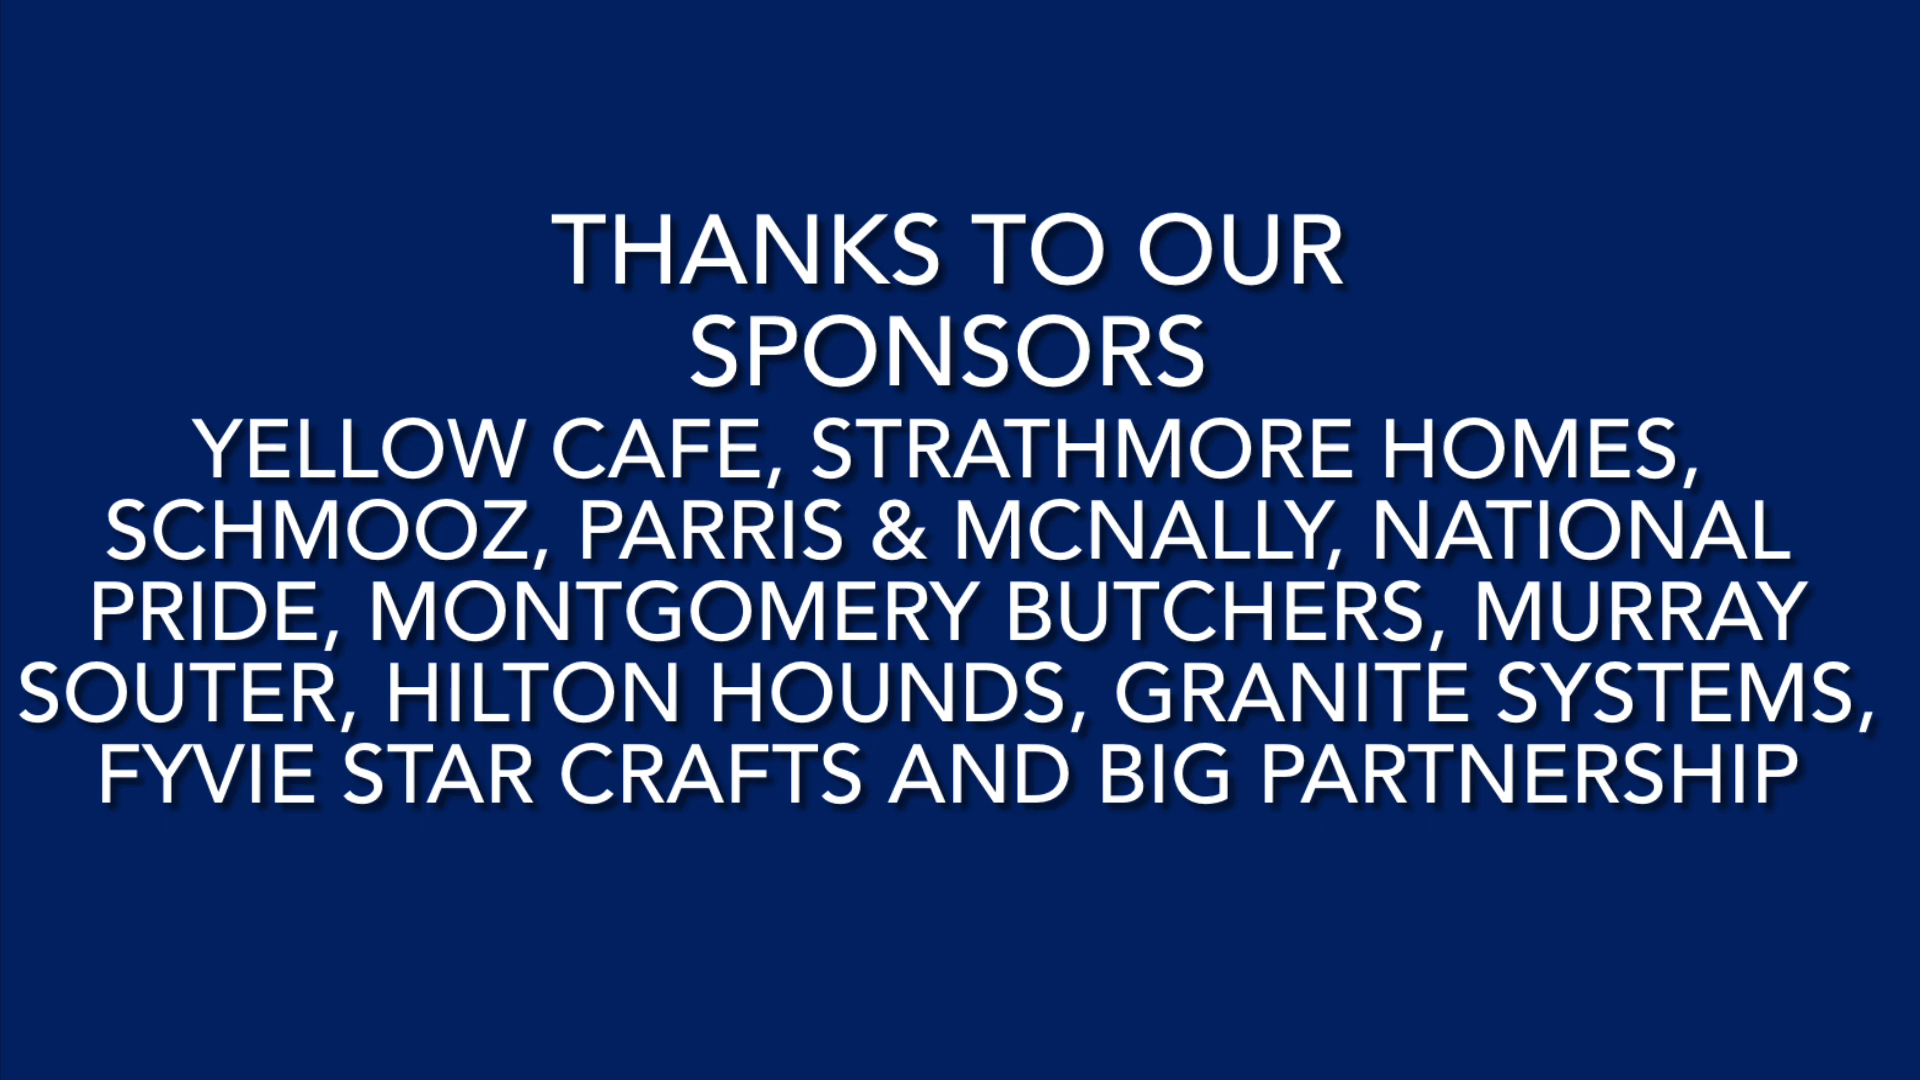 THANKS TO OUR
SPONSORS
YELLOW CAFE, STRATHMORE HOMES,
SCHMOOZ, PARRIS & MCNALLY, NATIONAL
PRIDE, MONTGOMERY BUTCHERS, MURRAY
SOUTER, HILTON HOUNDS, GRANITE SYSTEMS,
FYVIE STAR CRAFTS AND BIG PARTNERSHIP